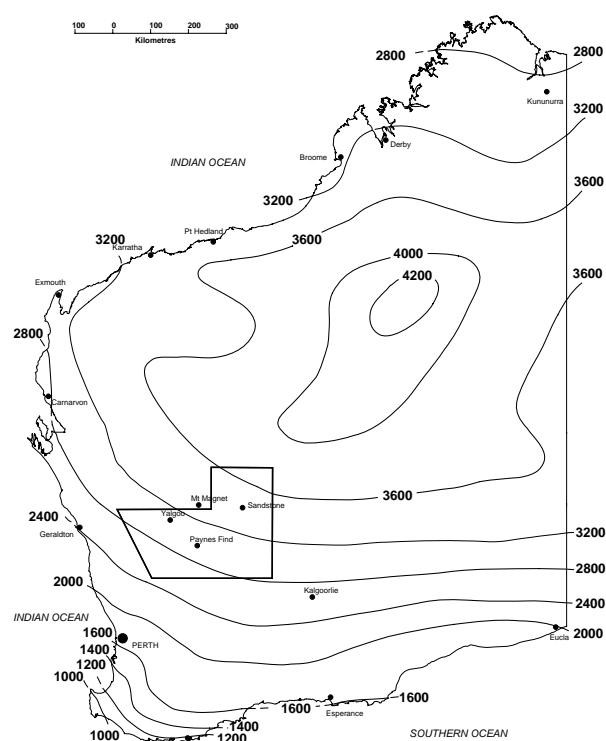 100 0 100 300
Kilometres
2800
2800
Kununurra
3200
Derby
Broome
INDIAN OCEAN
3600
3200
Pt Hedland
3600
3200
Karratha
4000
3600
4200
Exmouth
2800
Carnarvon
3600
Mt Magnet
Sandstone
2400
Yalgoo
Geraldton
3200
Paynes Find
2800
2000
Kalgoorlie
2400
INDIAN OCEAN
1600
2000
Eucla
PERTH
1400
1200
1000
1600
1600
Esperance
1400
1000
1200
SOUTHERN OCEAN